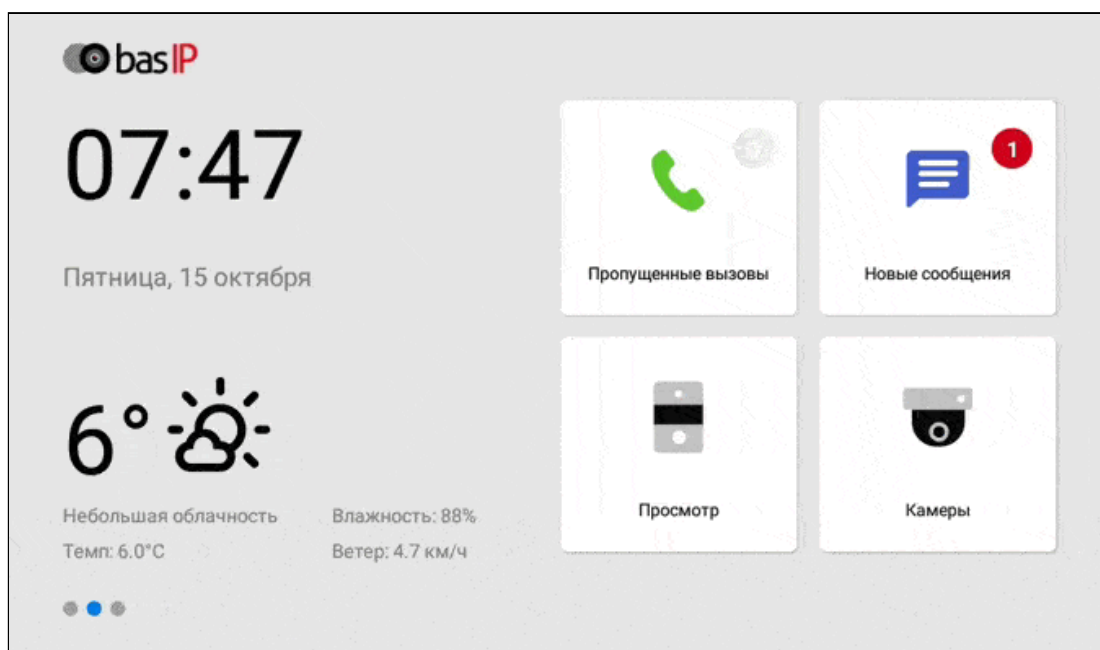 bas IP
07:47
Пятница, 15 октября
6°
Небольшая облачность
Влажность: 88%
Темп: 6.0°C
Ветер: 4.7 км/ч
Пропущенные вызовы
1
Новые сообщения
Просмотр
Камеры